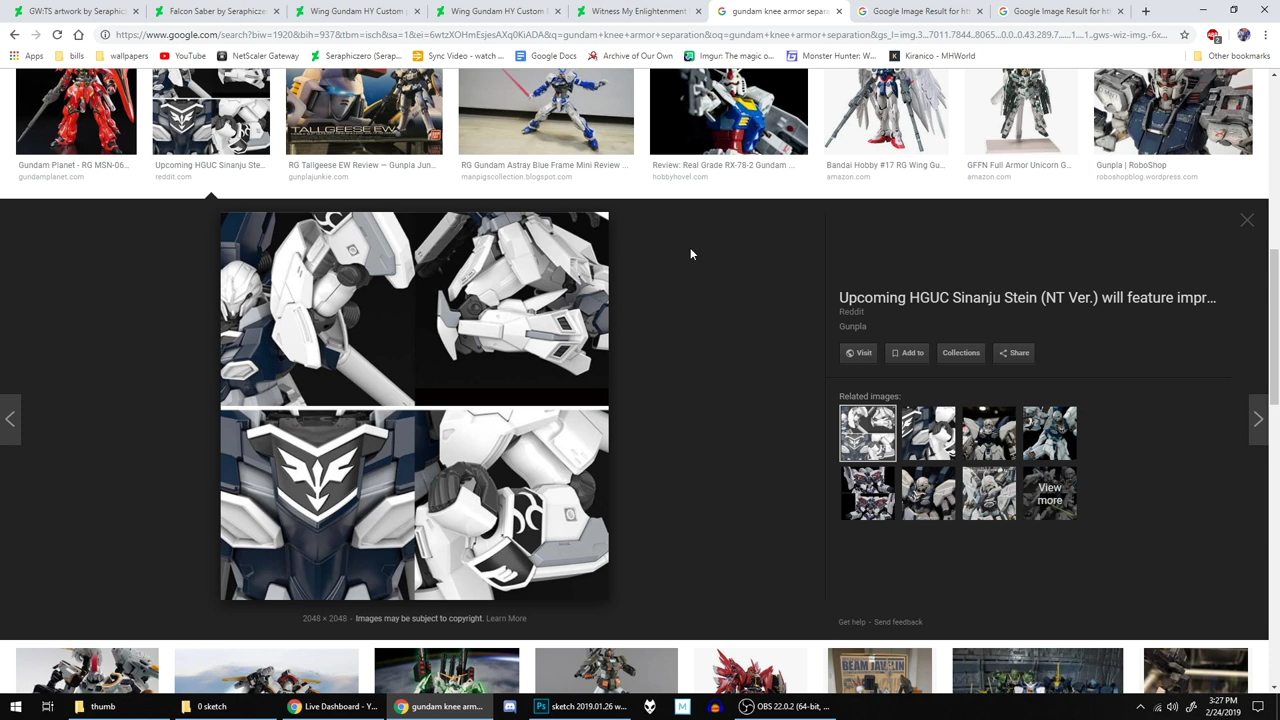 GW:TS artwork by Seraphize
Falcon Saber by Seraphize
Wing Gundam HY Custom
Wing Gundam HY Custom
Witness My Enlightenment
gundam knee armor separa
Google Image Result for htt
Google Image Result for htt
https://www.google.com/search?biw=1920&bih=937&tbm=isch&sa=1&ei=6wtzXOHmEsjesAXq0KiADA&q=gundam+knee+armor+separation&oq=gundam+knee+armor+separation&gs_l=img.3...7011.7844..8065...0.0..0.43.289.7......1....1..gws-wiz-img.-6x...
Apps
bills
wallpapers
YouTube
NetScaler Gateway
Seraphiczero (Serap...
Sync Video - watch ...
Google Docs
Archive of Our Own
Imgur: The magic o...
Monster Hunter: W...
Kiranico - MHWorld
Other bookmarks
TALLGEESE EW
Gundam Planet - RG MSN-06...
gundamplanet.com
Upcoming HGUC Sinanju Ste...
reddit.com
RG Tallgeese EW Review — Gunpla Jun...
gunplajunkie.com
RG Gundam Astray Blue Frame Mini Review ...
manpigscollection.blogspot.com
Review: Real Grade RX-78-2 Gundam ...
hobbyhovel.com
Bandai Hobby #17 RG Wing Gu...
amazon.com
GFFN Full Armor Unicorn G...
amazon.com
Gunpla | RoboShop
roboshopblog.wordpress.com
Upcoming HGUC Sinanju Stein (NT Ver.) will feature impr...
Reddit
Gunpla
Visit
Add to
Collections
Share
Related images:
View more
2048 × 2048 - Images may be subject to copyright. Learn More
Get help - Send feedback
BEAM JAVELIN
thumb
0 sketch
Live Dashboard - Y...
gundam knee arm...
sketch 2019.01.26 w...
OBS 22.0.2 (64-bit, ...
3:27 PM
2/24/2019